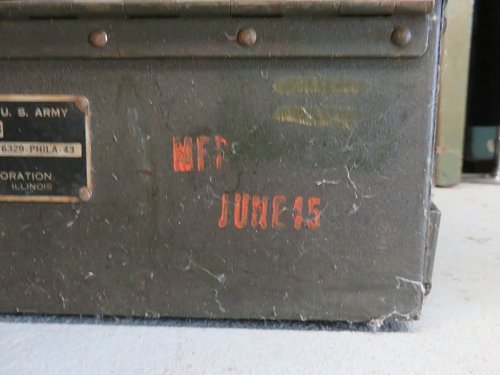 U. S. ARMY
6329-PHILA-43
ORATION
ILLINOIS
MFP
JUNE 45